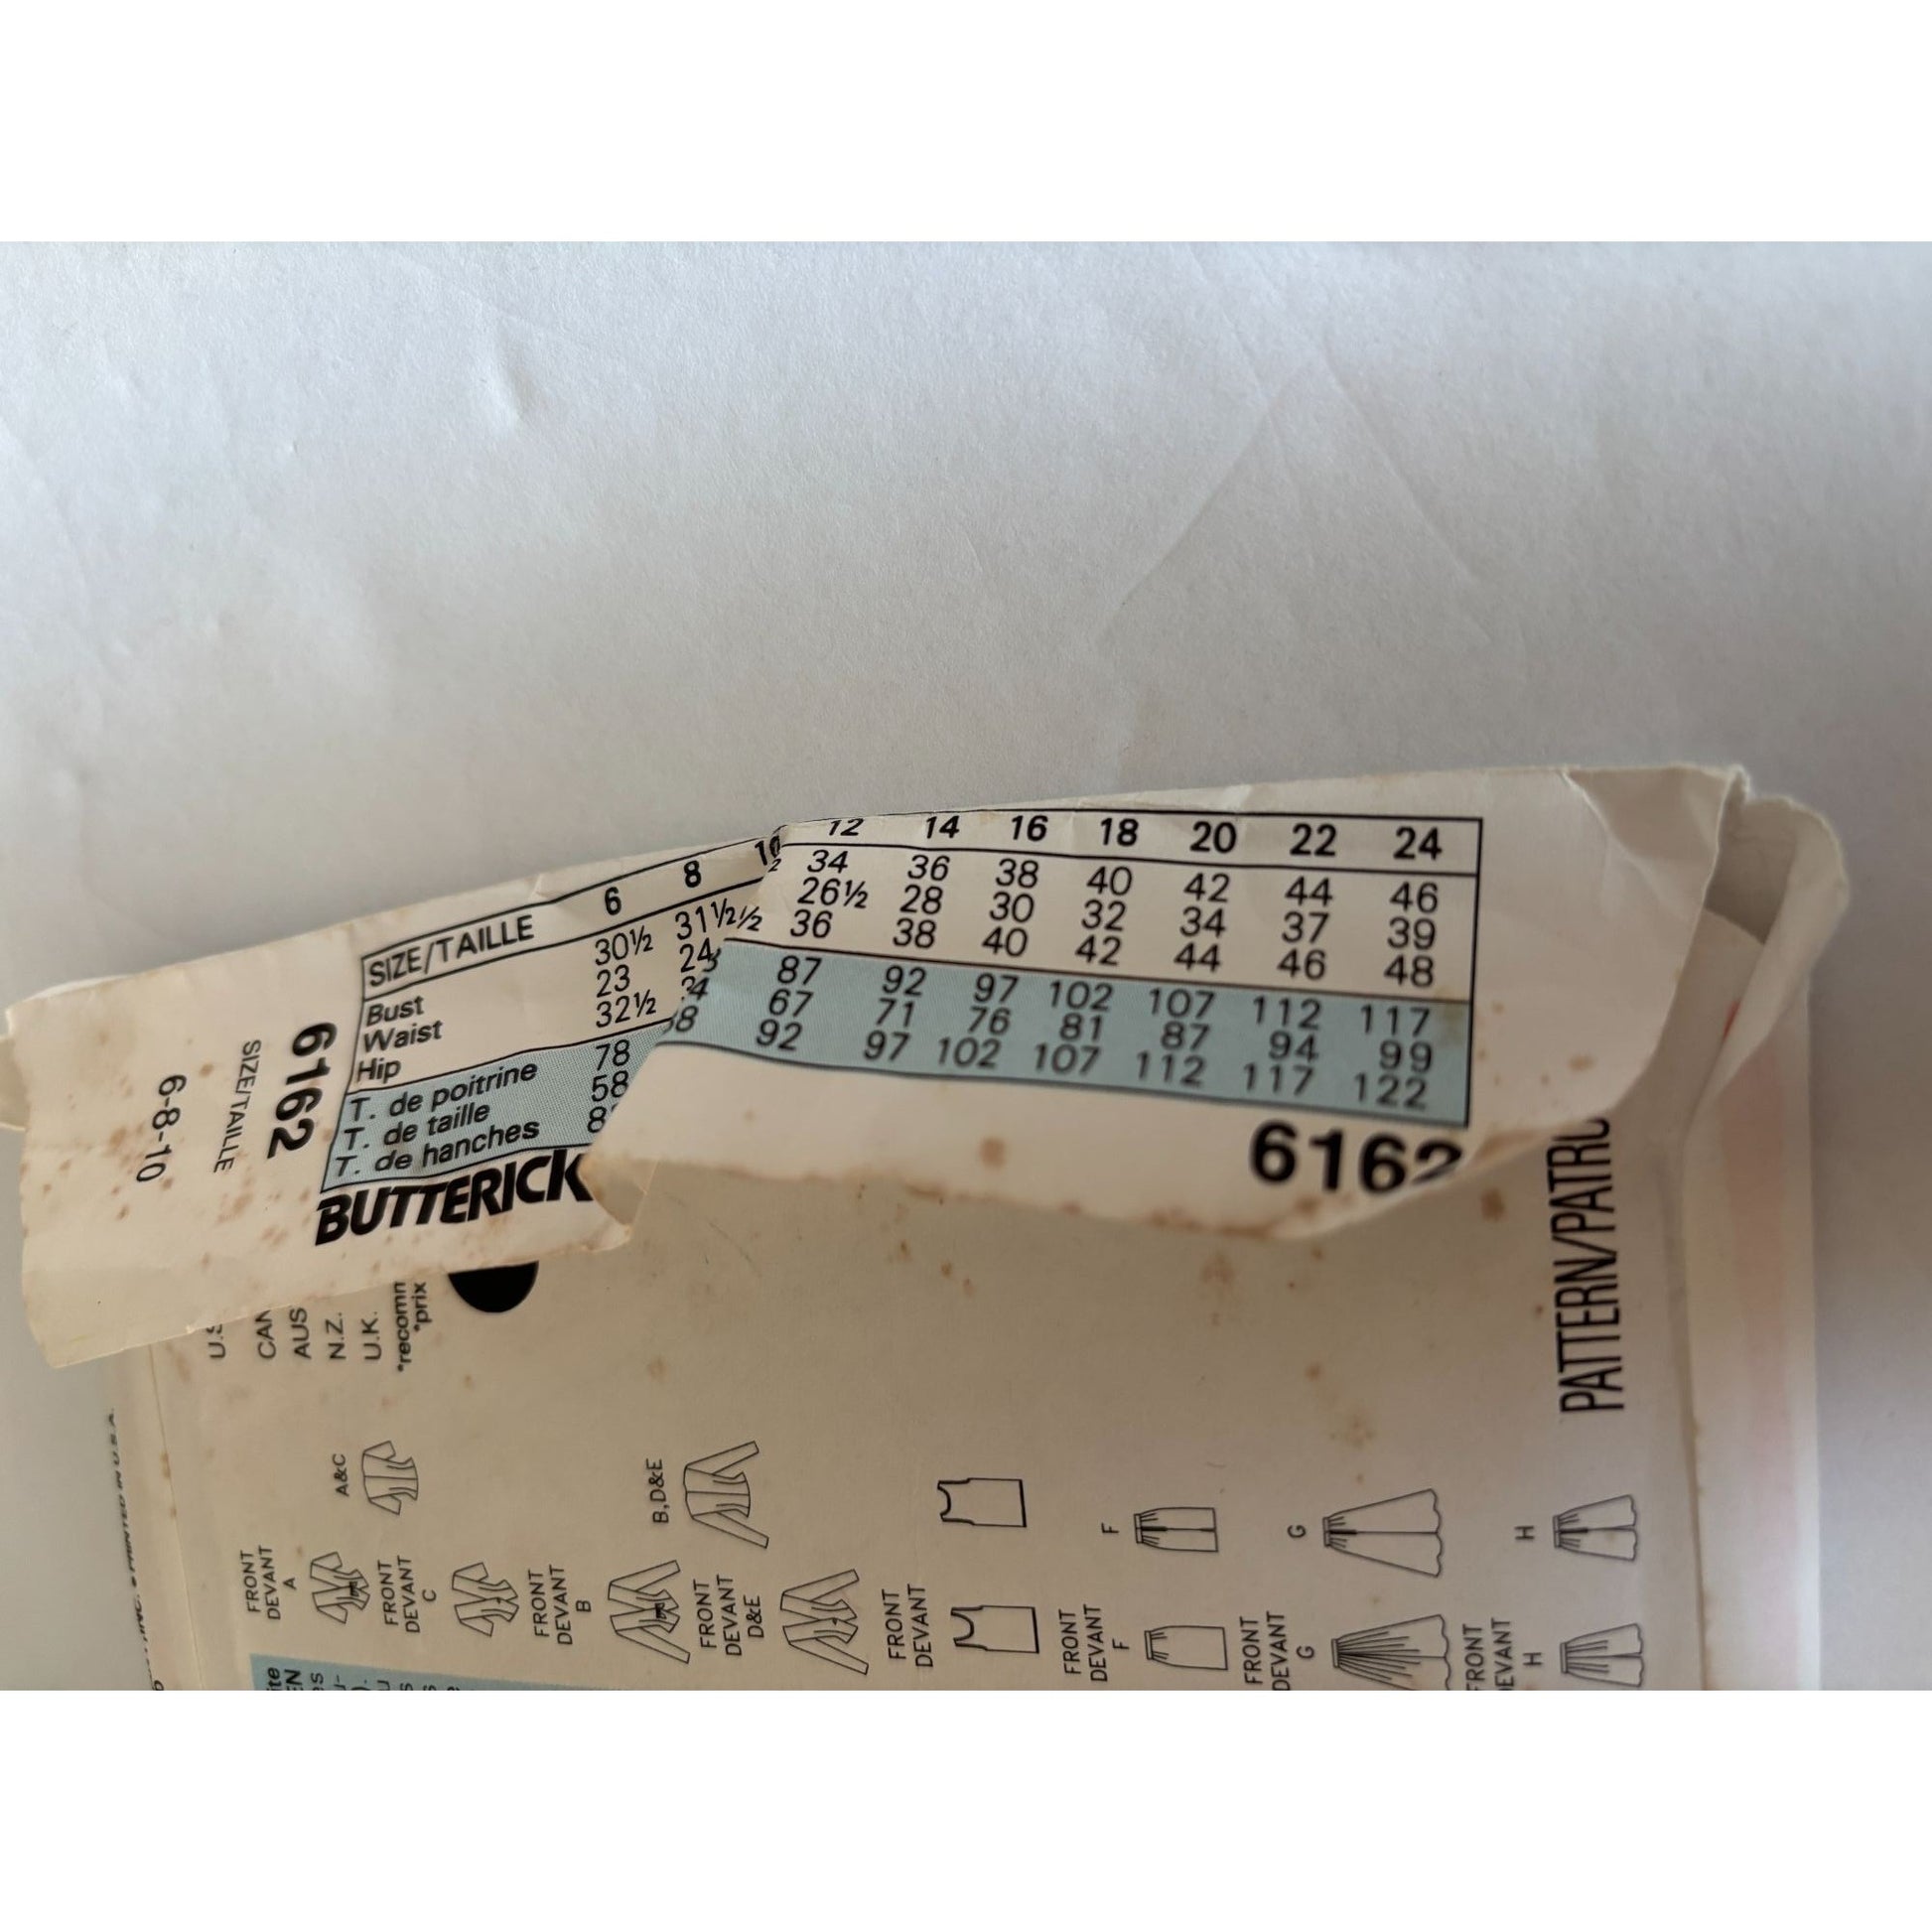 6-8-10
SIZE/TAILLE
6162
SIZE/TAILLE 6 8 10 12 14 16 18 20 22 24
Bust 30½ 31½ ½ 34 36 38 40 42 44 46
Waist 23 24 26½ 28 30 32 34 37 39
Hip 32½ 36 38 40 42 44 46 48
T. de poitrine 78 87 92 97 102 107 112 117
T. de taille 58 67 71 76 81 87 94 99
T. de hanches 92 97 102 107 112 117 122
BUTTERICK
6162
CAN
AUS
N.Z.
U.K.
*recomm
*prix
PATTERN/PATRO
A&C
B,D&E
F
G
H
FRONT
DEVANT
A
FRONT
DEVANT
C
FRONT
DEVANT
B
FRONT
DEVANT
D&E
FRONT
DEVANT
FRONT
DEVANT
F
FRONT
DEVANT
G
FRONT
DEVANT
H